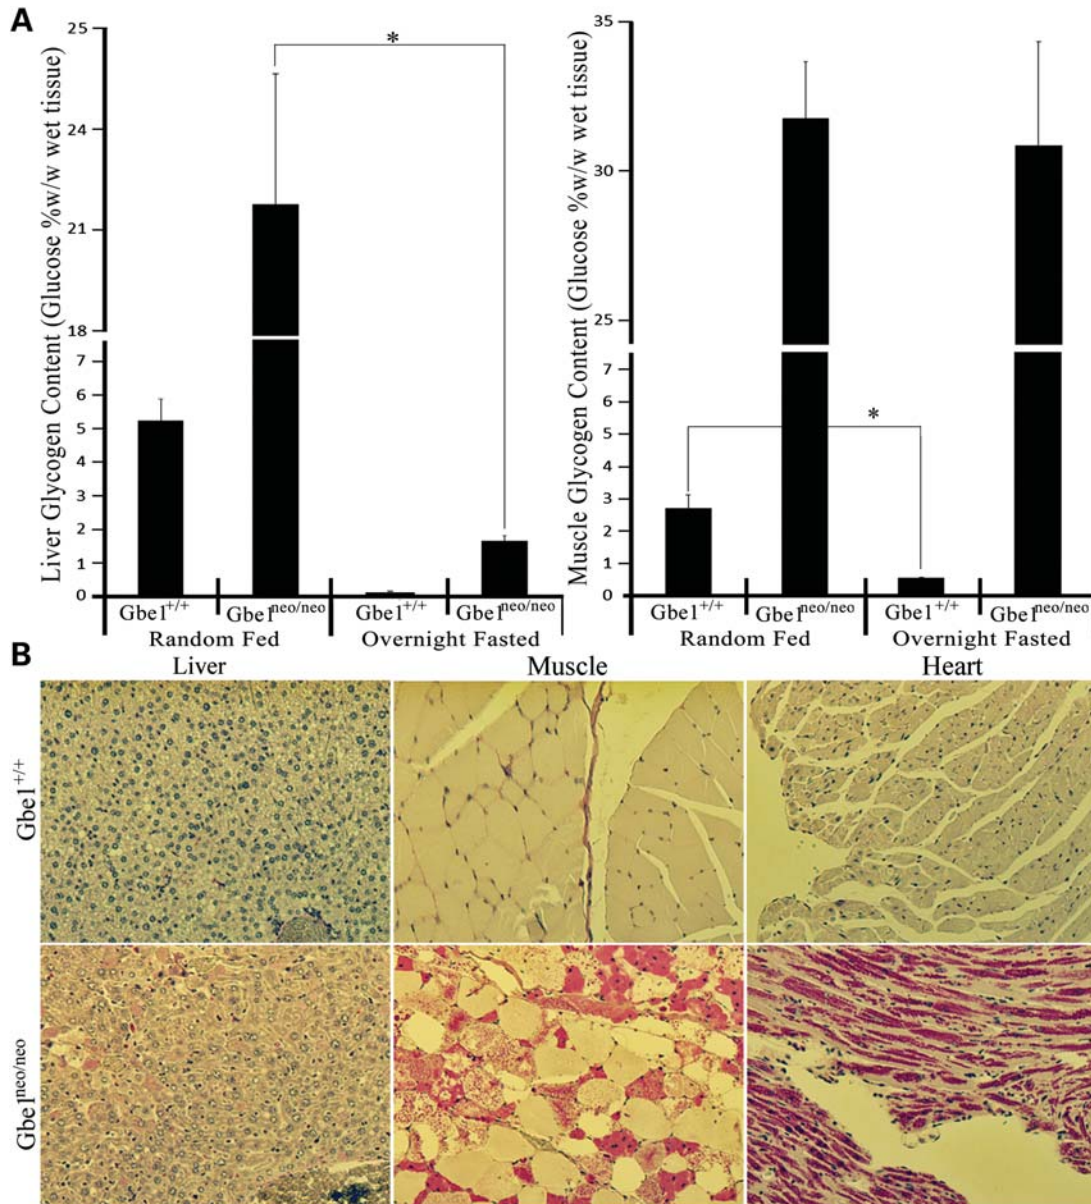 A
Liver Glycogen Content (Glucose %w/w wet tissue)
25
24
21
18
7
6
5
4
3
2
1
0
*
Gbe1+/+
Gbe1neo/neo
Gbe1+/+
Gbe1neo/neo
Random Fed
Overnight Fasted
Muscle Glycogen Content (Glucose %w/w wet tissue)
35
30
25
7
6
5
4
3
2
1
0
*
Gbe1+/+
Gbe1neo/neo
Gbe1+/+
Gbe1neo/neo
Random Fed
Overnight Fasted
B
Liver
Muscle
Heart
Gbe1+/+
Gbe1neo/neo